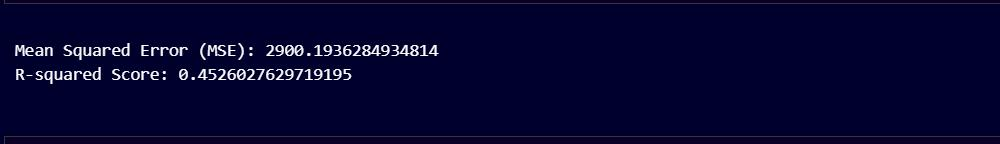 Mean Squared Error (MSE): 2900.1936284934814
R-squared Score: 0.4526027629719195